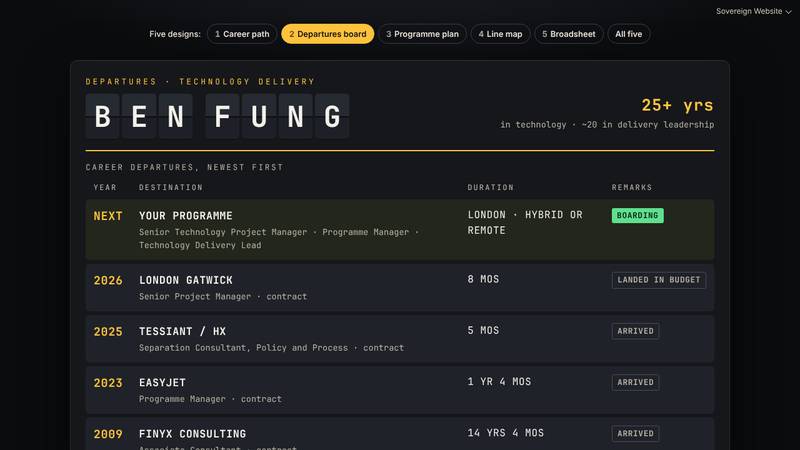 Sovereign Website
Five designs: 1 Career path 2 Departures board 3 Programme plan 4 Line map 5 Broadsheet All five
DEPARTURES · TECHNOLOGY DELIVERY
BEN FUNG
25+ yrs
in technology · ~20 in delivery leadership
CAREER DEPARTURES, NEWEST FIRST
YEAR DESTINATION DURATION REMARKS
NEXT YOUR PROGRAMME LONDON · HYBRID OR REMOTE BOARDING
Senior Technology Project Manager · Programme Manager ·
Technology Delivery Lead
2026 LONDON GATWICK 8 MOS LANDED IN BUDGET
Senior Project Manager · contract
2025 TESSIANT / HX 5 MOS ARRIVED
Separation Consultant, Policy and Process · contract
2023 EASYJET 1 YR 4 MOS ARRIVED
Programme Manager · contract
2009 FINYX CONSULTING 14 YRS 4 MOS ARRIVED